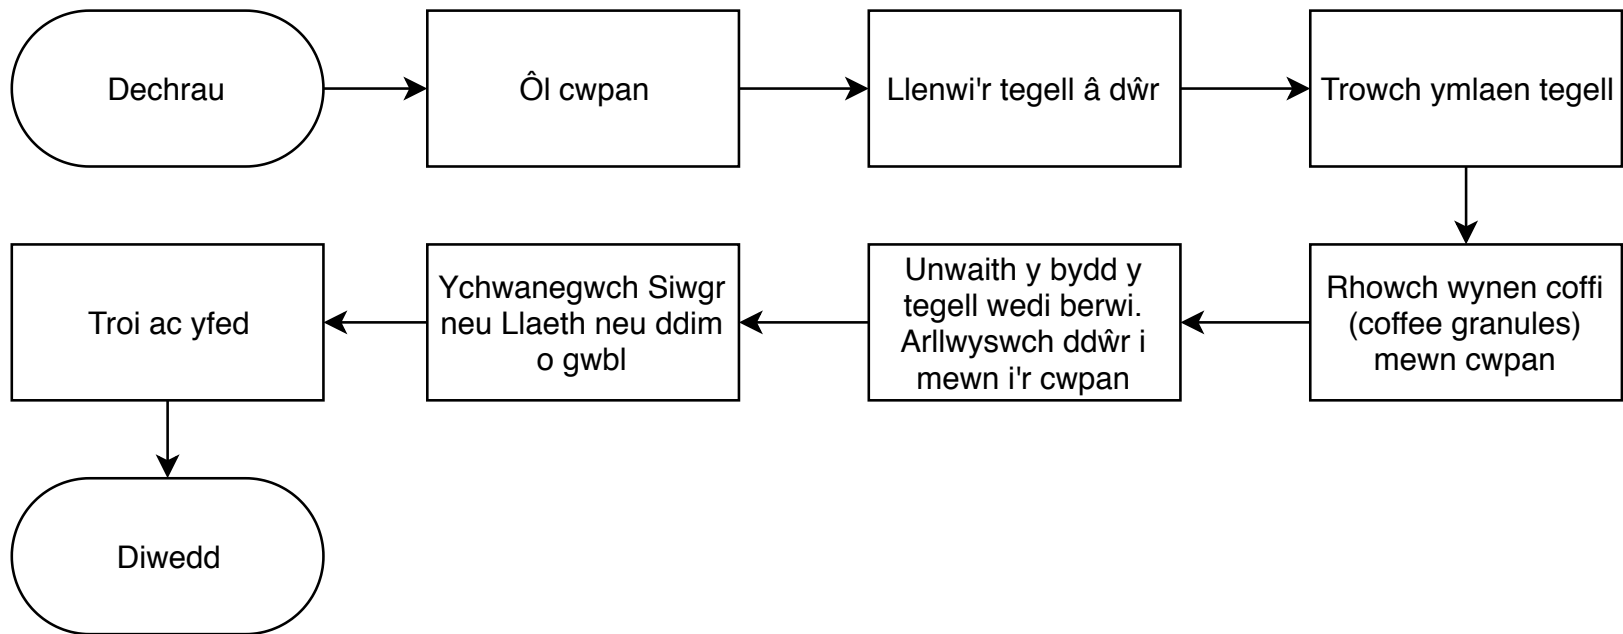 Dechrau
Ôl cwpan
Llenwi'r tegell â dŵr
Trowch ymlaen tegell
Rhowch wynen coffi
(coffee granules)
mewn cwpan
Unwaith y bydd y
tegell wedi berwi.
Arllwyswch ddŵr i
mewn i'r cwpan
Ychwanegwch Siwgr
neu Llaeth neu ddim
o gwbl
Troi ac yfed
Diwedd